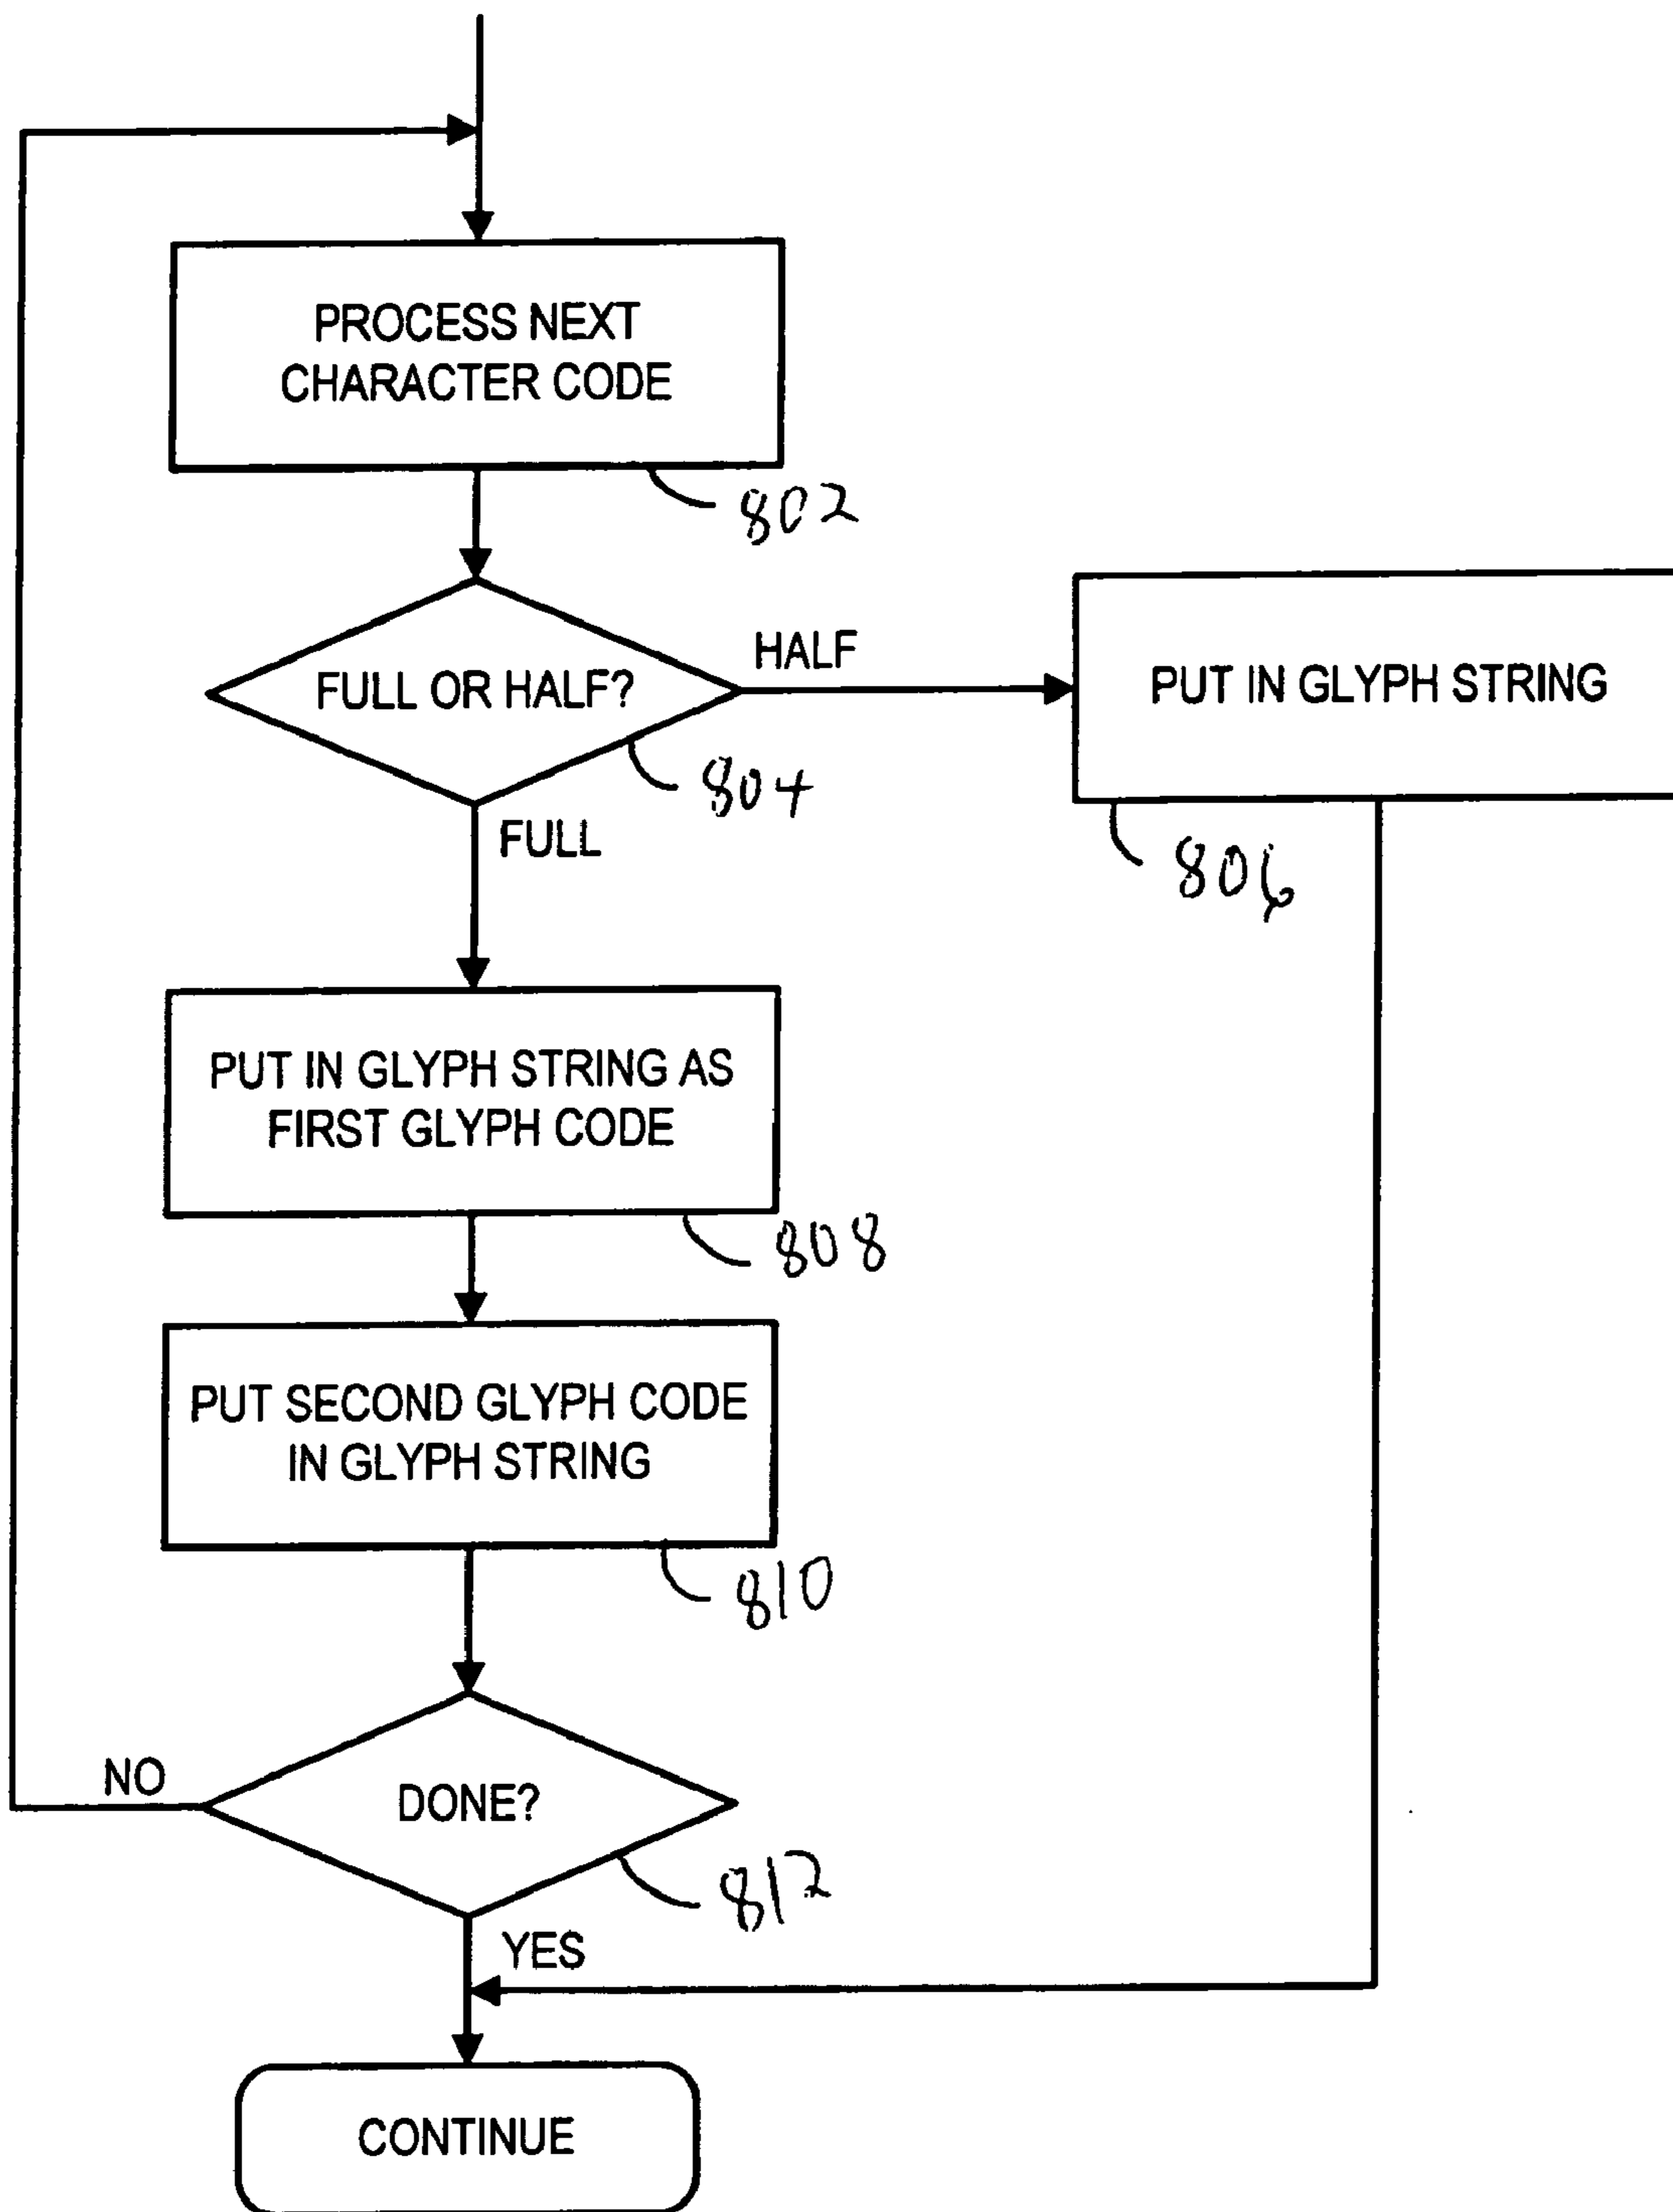 PROCESS NEXT
CHARACTER CODE
802
FULL OR HALF?
HALF
804
FULL
PUT IN GLYPH STRING
806
PUT IN GLYPH STRING AS
FIRST GLYPH CODE
808
PUT SECOND GLYPH CODE
IN GLYPH STRING
810
NO
DONE?
812
YES
CONTINUE